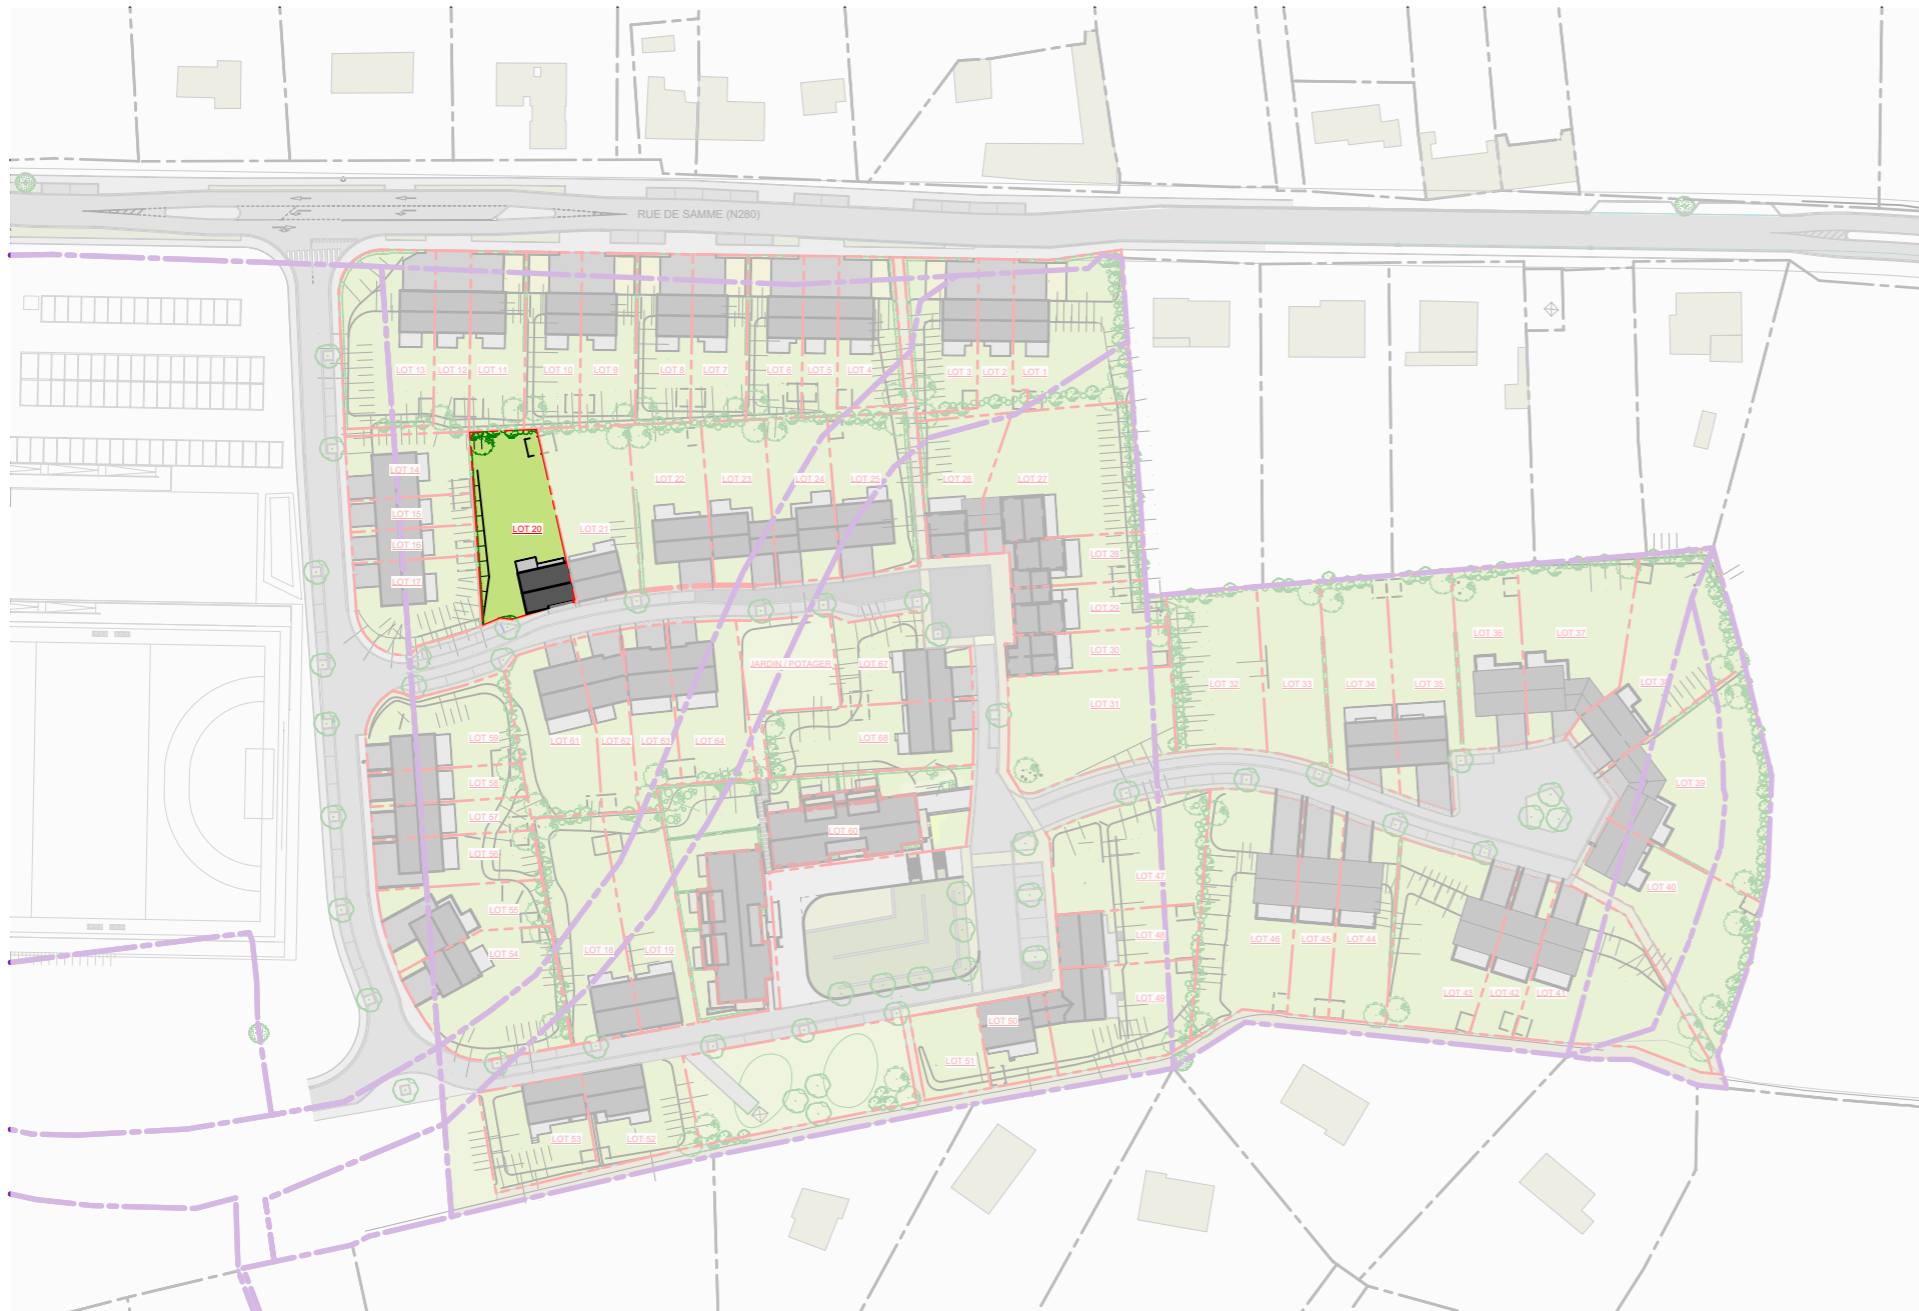 RUE DE SAMME (N280)
LOT 13
LOT 12
LOT 11
LOT 10
LOT 9
LOT 8
LOT 7
LOT 6
LOT 5
LOT 4
LOT 3
LOT 2
LOT 1
LOT 14
LOT 15
LOT 16
LOT 17
LOT 20
LOT 21
LOT 22
LOT 23
LOT 24
LOT 25
LOT 26
LOT 27
LOT 28
LOT 29
LOT 30
LOT 31
LOT 32
LOT 33
LOT 34
LOT 35
LOT 36
LOT 37
LOT 38
LOT 39
LOT 40
JARDIN / POTAGER
LOT 67
LOT 68
LOT 61
LOT 62
LOT 63
LOT 64
LOT 59
LOT 58
LOT 57
LOT 56
LOT 55
LOT 54
LOT 60
LOT 18
LOT 19
LOT 47
LOT 48
LOT 49
LOT 46
LOT 45
LOT 44
LOT 43
LOT 42
LOT 41
LOT 50
LOT 51
LOT 53
LOT 52